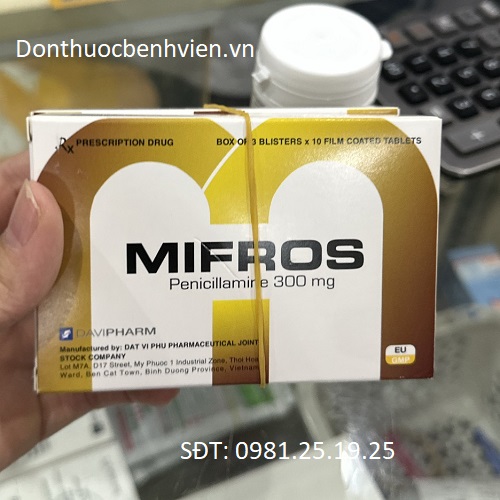 Donthuocbenhvien.vn
Rx PRESCRIPTION DRUG
BOX OF 3 BLISTERS x 10 FILM COATED TABLETS
MIFROS
Penicillamine 300 mg
DAVIPHARM
Manufactured by: DAT VI PHU PHARMACEUTICAL JOINT
STOCK COMPANY
Lot M7A, D17 Street, My Phuoc 1 Industrial Zone, Thoi Hoa
Ward, Ben Cat Town, Binh Duong Province, Vietnam
EU
GMP
SĐT: 0981.25.19.25